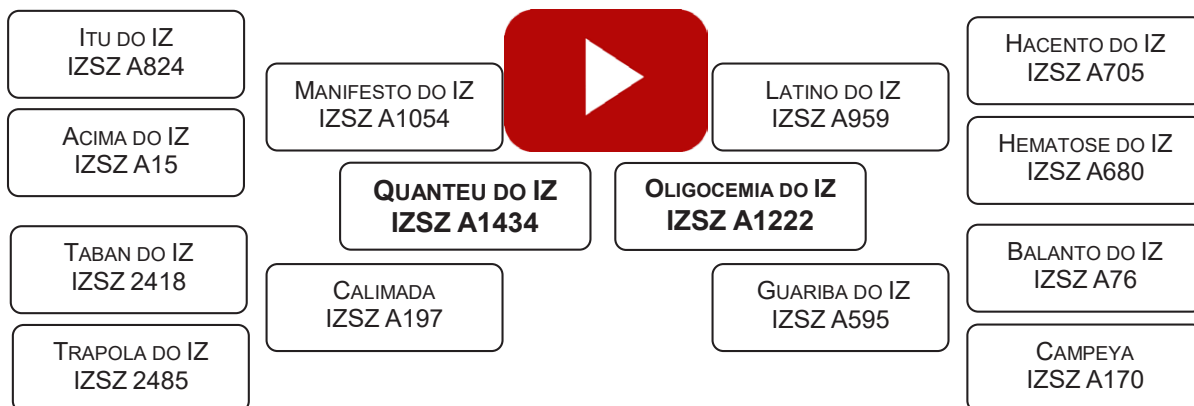 Itu do IZ
IZSZ A824
Acima do IZ
IZSZ A15
Manifesto do IZ
IZSZ A1054
Quanteu do IZ
IZSZ A1434
Taban do IZ
IZSZ 2418
Trapola do IZ
IZSZ 2485
Calimada
IZSZ A197
Latino do IZ
IZSZ A959
Oligocemia do IZ
IZSZ A1222
Guariba do IZ
IZSZ A595
Hacento do IZ
IZSZ A705
Hematose do IZ
IZSZ A680
Balanto do IZ
IZSZ A76
Campeya
IZSZ A170